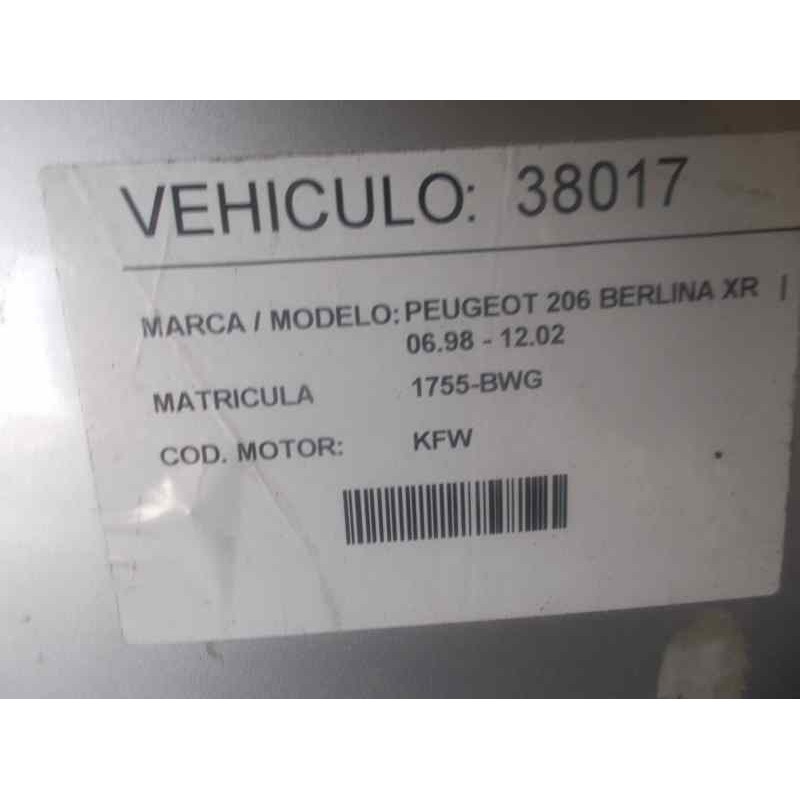 VEHICULO: 38017
MARCA / MODELO: PEUGEOT 206 BERLINA XR |
06.98 - 12.02
MATRICULA 1755-BWG
COD. MOTOR: KFW